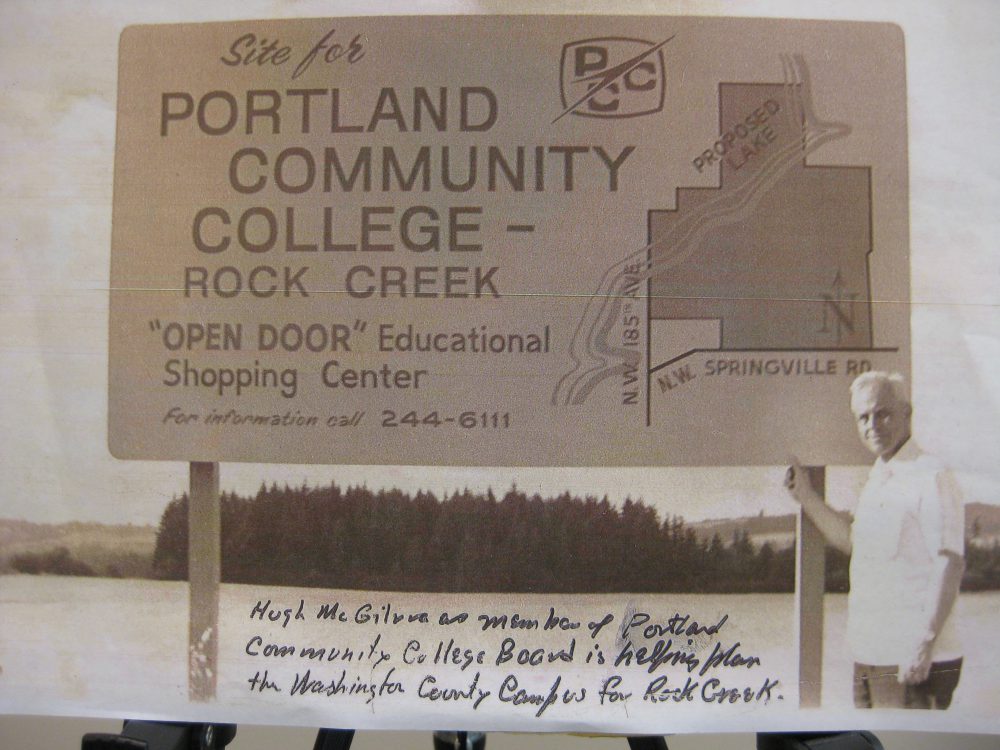 Site for
PORTLAND
COMMUNITY
COLLEGE -
ROCK CREEK
"OPEN DOOR" Educational
Shopping Center
For information call 244-6111
PCC
PROPOSED
LAKE
N.W. 185TH AVE
N
N.W. SPRINGVILLE RD.
Hugh McGilvra as member of Portland
Community College Board is helping plan
the Washington County Campus for Rock Creek.